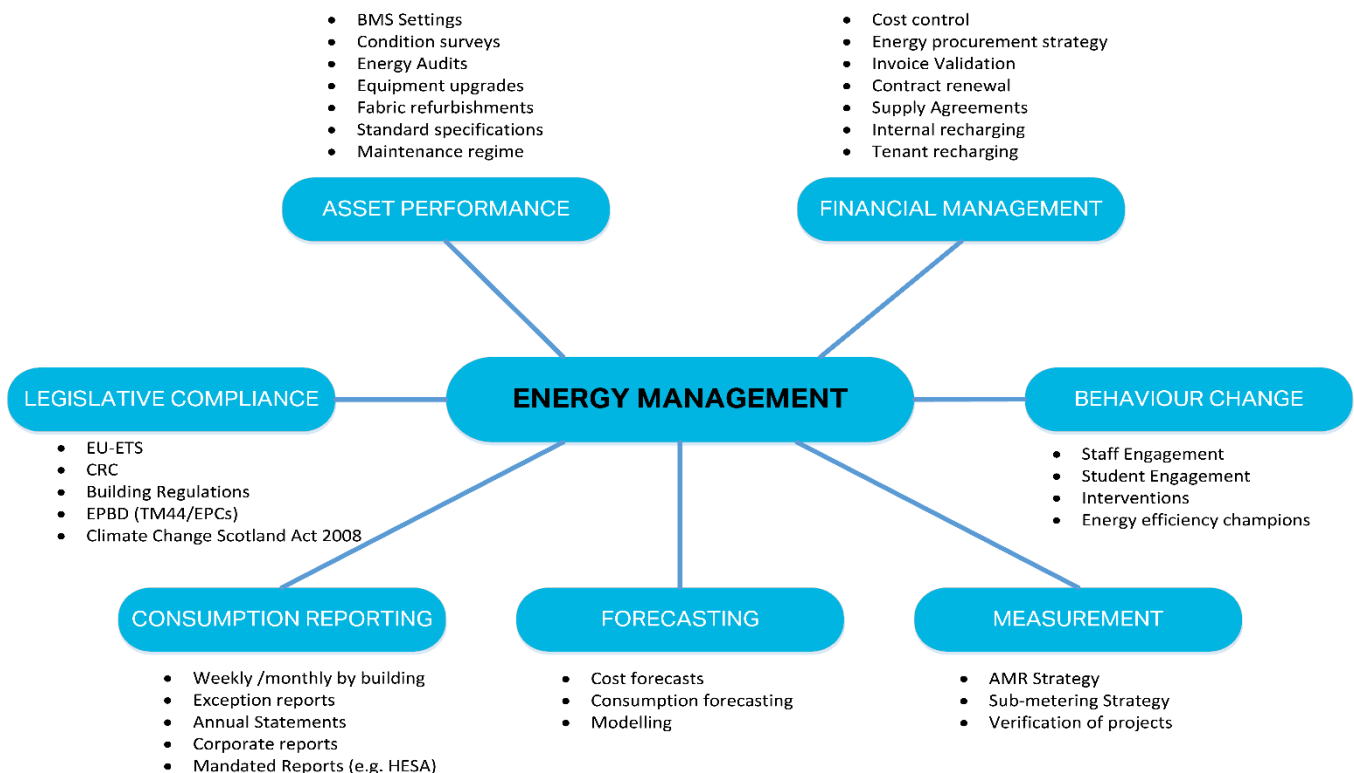 • BMS Settings
• Condition surveys
• Energy Audits
• Equipment upgrades
• Fabric refurbishments
• Standard specifications
• Maintenance regime
ASSET PERFORMANCE
• Cost control
• Energy procurement strategy
• Invoice Validation
• Contract renewal
• Supply Agreements
• Internal recharging
• Tenant recharging
FINANCIAL MANAGEMENT
LEGISLATIVE COMPLIANCE
• EU-ETS
• CRC
• Building Regulations
• EPBD (TM44/EPCs)
• Climate Change Scotland Act 2008
ENERGY MANAGEMENT
BEHAVIOUR CHANGE
• Staff Engagement
• Student Engagement
• Interventions
• Energy efficiency champions
CONSUMPTION REPORTING
• Weekly /monthly by building
• Exception reports
• Annual Statements
• Corporate reports
• Mandated Reports (e.g. HESA)
FORECASTING
• Cost forecasts
• Consumption forecasting
• Modelling
MEASUREMENT
• AMR Strategy
• Sub-metering Strategy
• Verification of projects